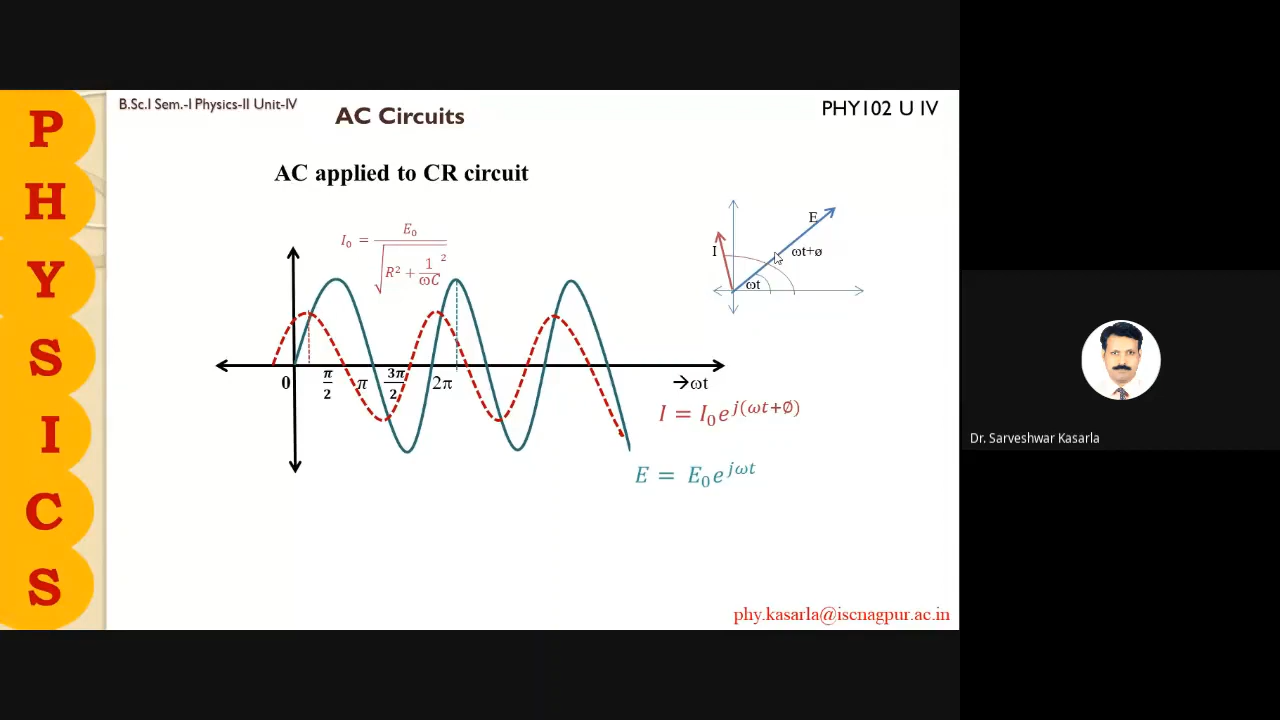 P
H
Y
S
I
C
S
B.Sc.I Sem.-I Physics-II Unit-IV
AC Circuits
PHY102 U IV
AC applied to CR circuit
I₀ = E₀ / √(R² + 1/ωC ²)
E
I
ωt+ø
ωt
0
π/2
π
3π/2
2π
→ωt
I = I₀e^{j(ωt+∅)}
E = E₀e^{jωt}
phy.kasarla@iscnagpur.ac.in
Dr. Sarveshwar Kasarla